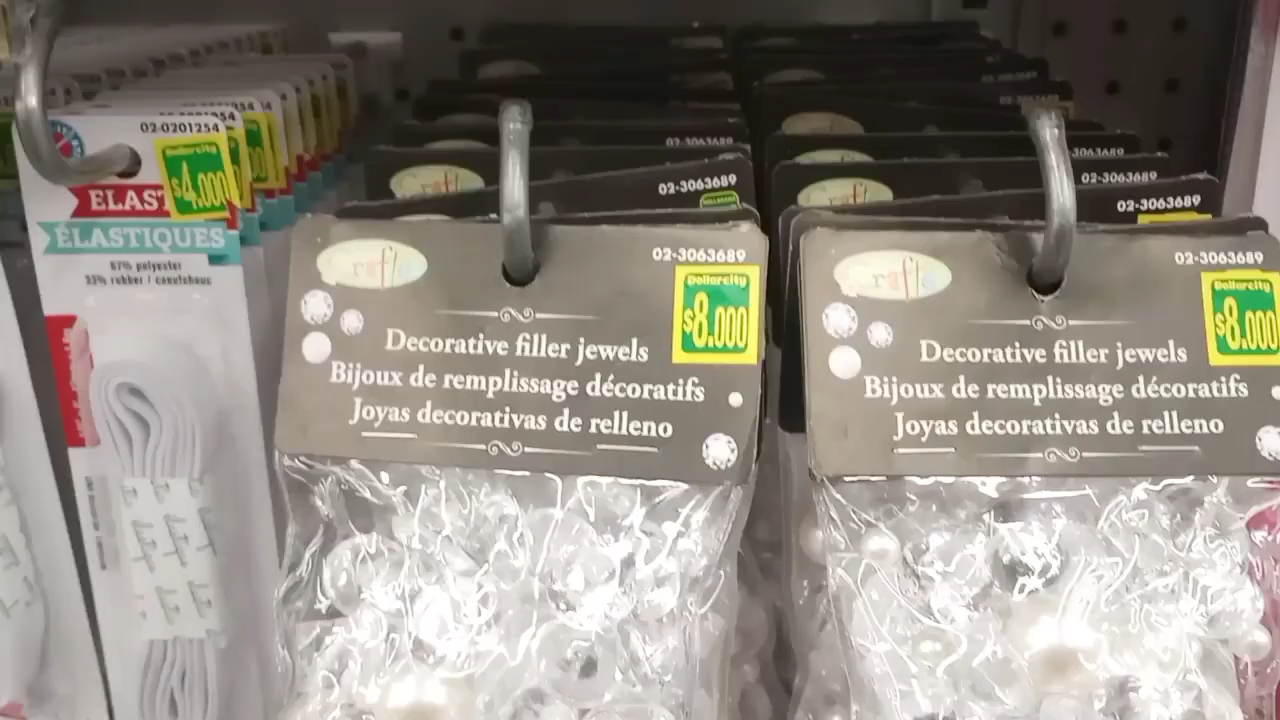 02-0201254
Dollarcity
$4.000
ÉLASTIQUES
67% polyester
33% rubber / caoutchouc
02-3063689
02-3063689
Dollarcity
$8.000
Decorative filler jewels
Bijoux de remplissage décoratifs
Joyas decorativas de relleno
02-3063689
02-3063689
02-3063689
02-3063689
Dollarcity
$8.000
Decorative filler jewels
Bijoux de remplissage décoratifs
Joyas decorativas de relleno